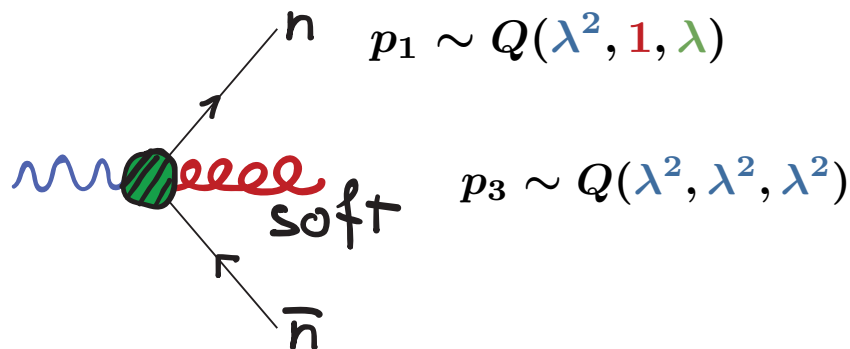 n
p₁ ∼ Q(λ², 1, λ)
p₃ ∼ Q(λ², λ², λ²)
soft
n̄